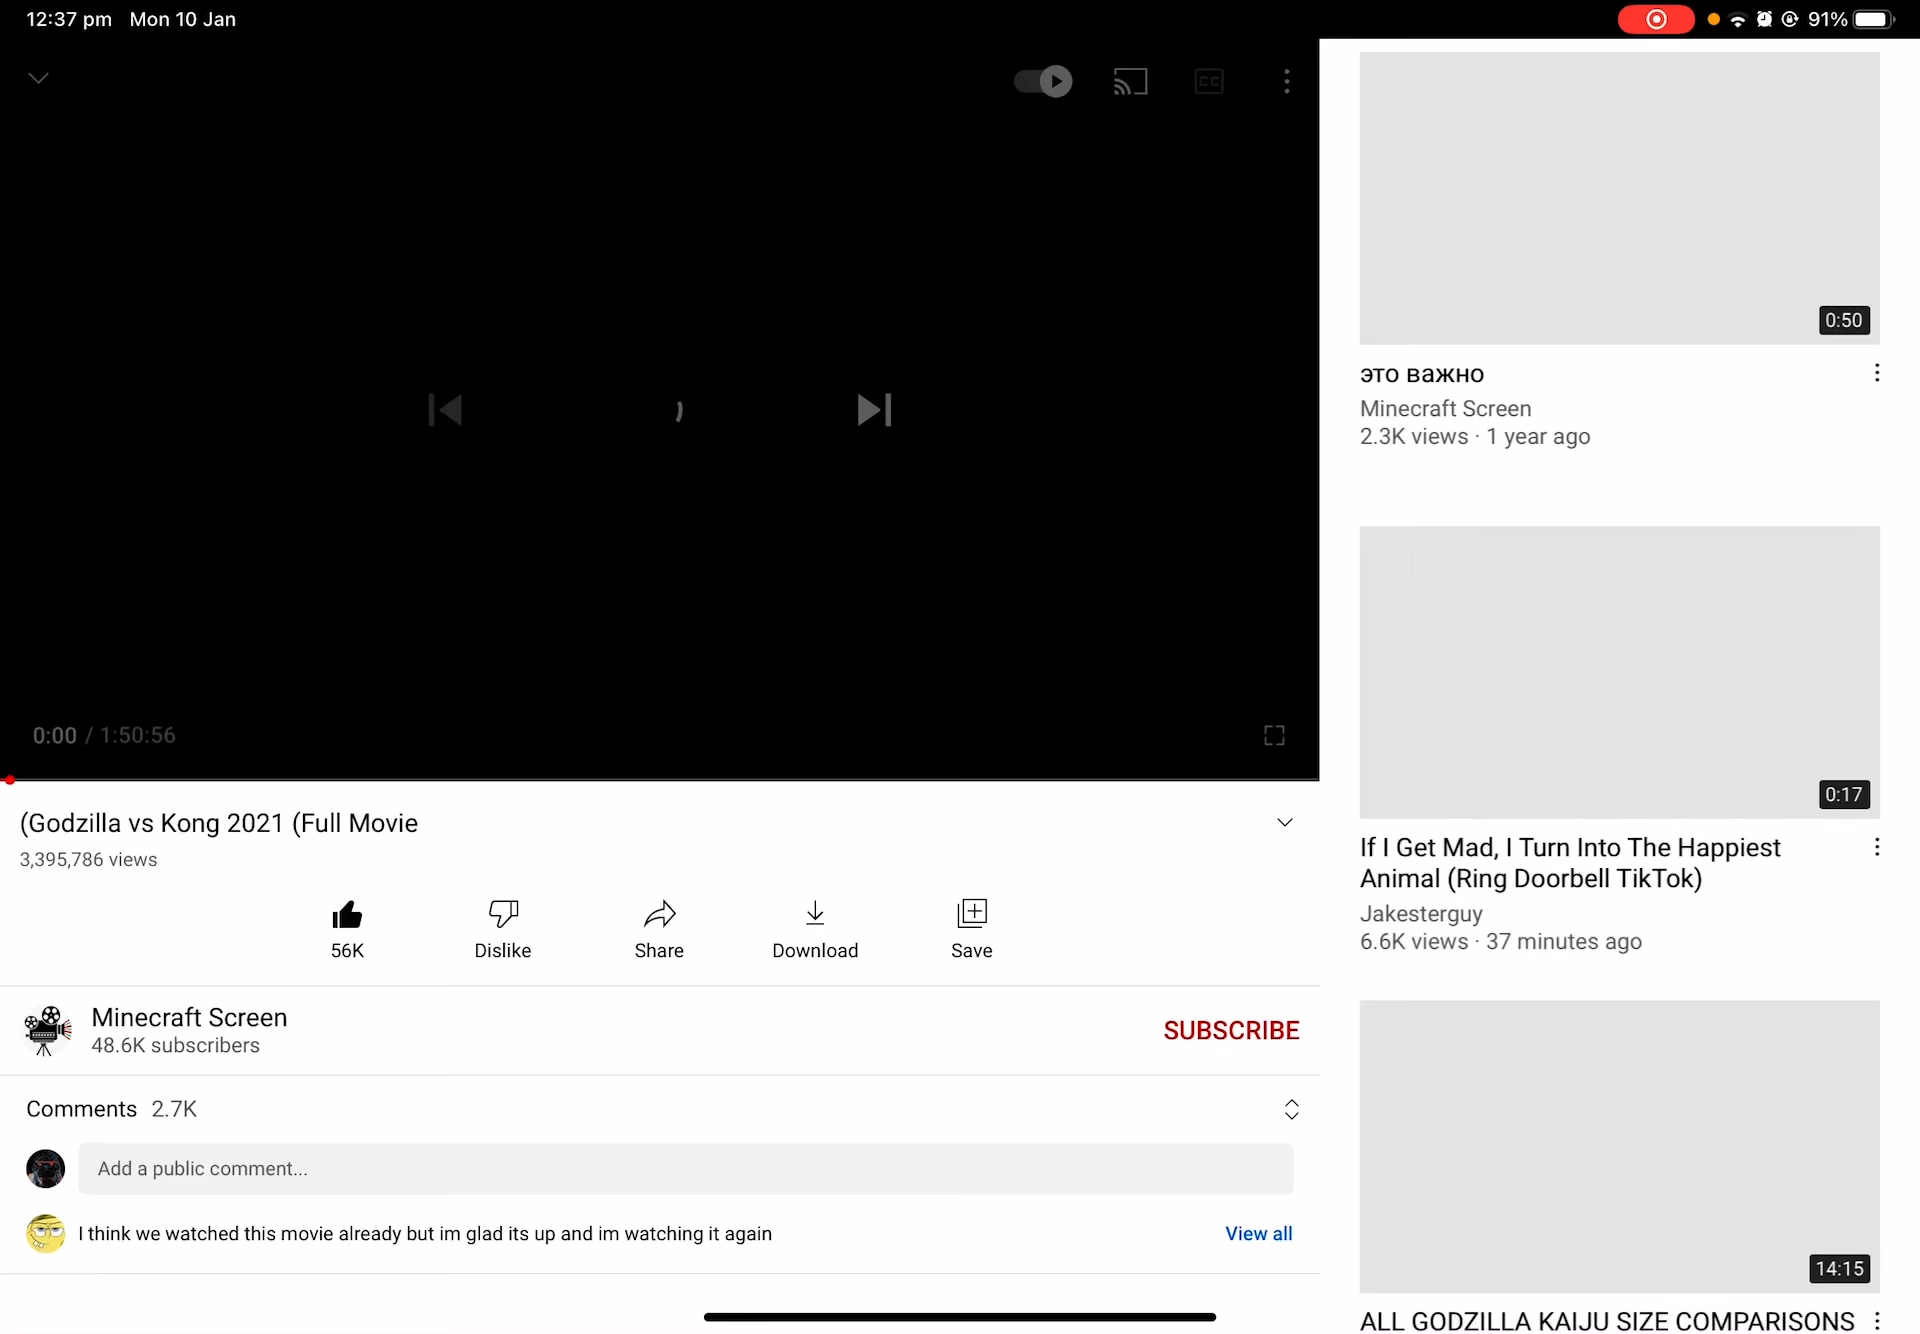 12:37 pm Mon 10 Jan
91%
CC
0:00 / 1:50:56
(Godzilla vs Kong 2021 (Full Movie
3,395,786 views
56K
Dislike
Share
Download
Save
Minecraft Screen
48.6K subscribers
SUBSCRIBE
Comments 2.7K
Add a public comment...
I think we watched this movie already but im glad its up and im watching it again
View all
0:50
это важно
Minecraft Screen
2.3K views · 1 year ago
0:17
If I Get Mad, I Turn Into The Happiest
Animal (Ring Doorbell TikTok)
Jakesterguy
6.6K views · 37 minutes ago
14:15
ALL GODZILLA KAIJU SIZE COMPARISONS